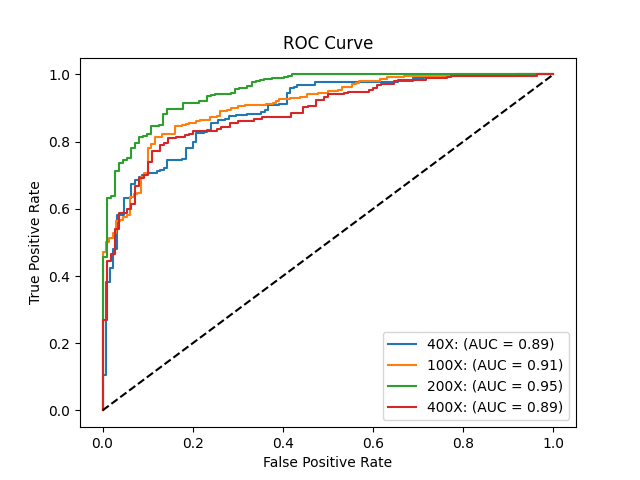 ROC Curve
True Positive Rate
1.0
0.8
0.6
0.4
0.2
0.0
40X: (AUC = 0.89)
100X: (AUC = 0.91)
200X: (AUC = 0.95)
400X: (AUC = 0.89)
0.0 0.2 0.4 0.6 0.8 1.0
False Positive Rate